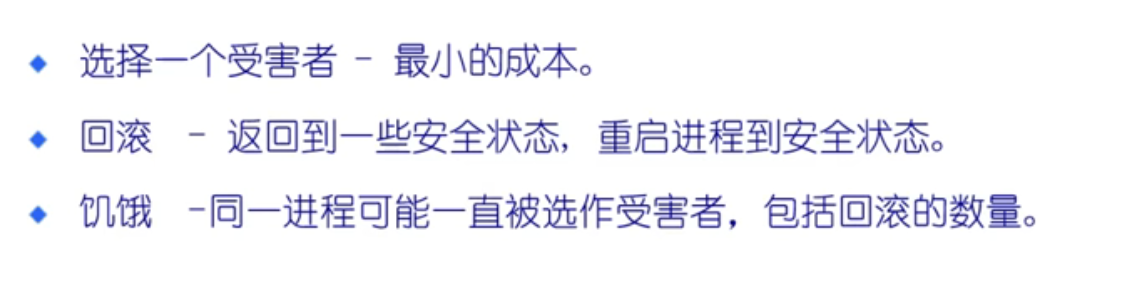 ◆ 选择一个受害者 - 最小的成本。
◆ 回滚 - 返回到一些安全状态, 重启进程到安全状态。
◆ 饥饿 -同一进程可能一直被选作受害者，包括回滚的数量。